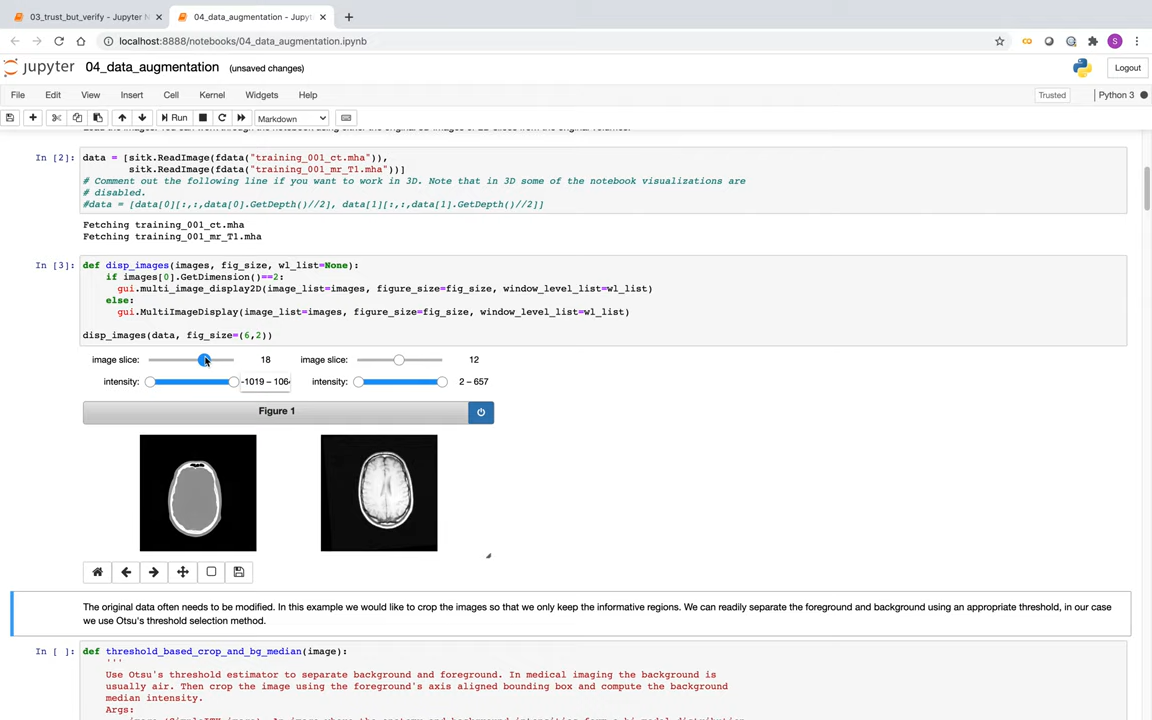 03_trust_but_verify - Jupyter N
04_data_augmentation - Jupyt
localhost:8888/notebooks/04_data_augmentation.ipynb
S
jupyter 04_data_augmentation (unsaved changes)
Logout
File Edit View Insert Cell Kernel Widgets Help
Trusted Python 3
Run Markdown
In [2]: data = [sitk.ReadImage(fdata("training_001_ct.mha")),
sitk.ReadImage(fdata("training_001_mr_T1.mha"))]
# Comment out the following line if you want to work in 3D. Note that in 3D some of the notebook visualizations are
# disabled.
#data = [data[0][:,:,data[0].GetDepth()//2], data[1][:,:,data[1].GetDepth()//2]]
Fetching training_001_ct.mha
Fetching training_001_mr_T1.mha
In [3]: def disp_images(images, fig_size, wl_list=None):
if images[0].GetDimension()==2:
gui.multi_image_display2D(image_list=images, figure_size=fig_size, window_level_list=wl_list)
else:
gui.MultiImageDisplay(image_list=images, figure_size=fig_size, window_level_list=wl_list)
disp_images(data, fig_size=(6,2))
image slice: 18 image slice: 12
intensity: -1019 – 1064 intensity: 2 – 657
Figure 1
The original data often needs to be modified. In this example we would like to crop the images so that we only keep the informative regions. We can readily separate the foreground and background using an appropriate threshold, in our case
we use Otsu's threshold selection method.
In [ ]: def threshold_based_crop_and_bg_median(image):
'''
Use Otsu's threshold estimator to separate background and foreground. In medical imaging the background is
usually air. Then crop the image using the foreground's axis aligned bounding box and compute the background
median intensity.
Args: